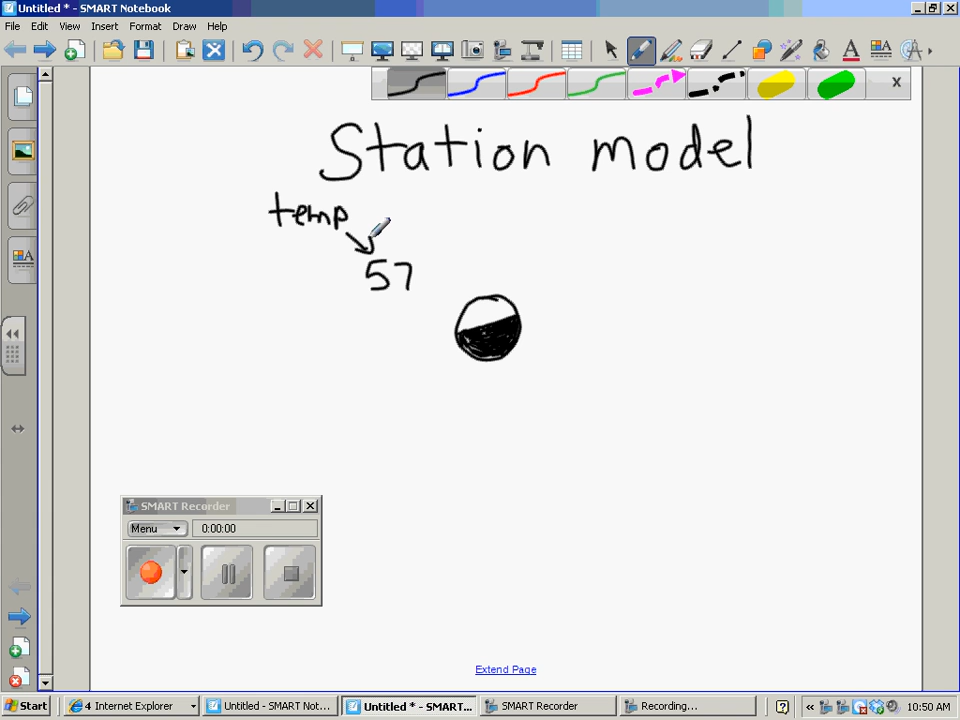 Untitled * - SMART Notebook
File Edit View Insert Format Draw Help
A
A
x
Station model
temp
57
SMART Recorder
Menu
0:00:00
Extend Page
Start
4 Internet Explorer
Untitled - SMART Not...
Untitled * - SMART...
SMART Recorder
Recording...
«
10:50 AM